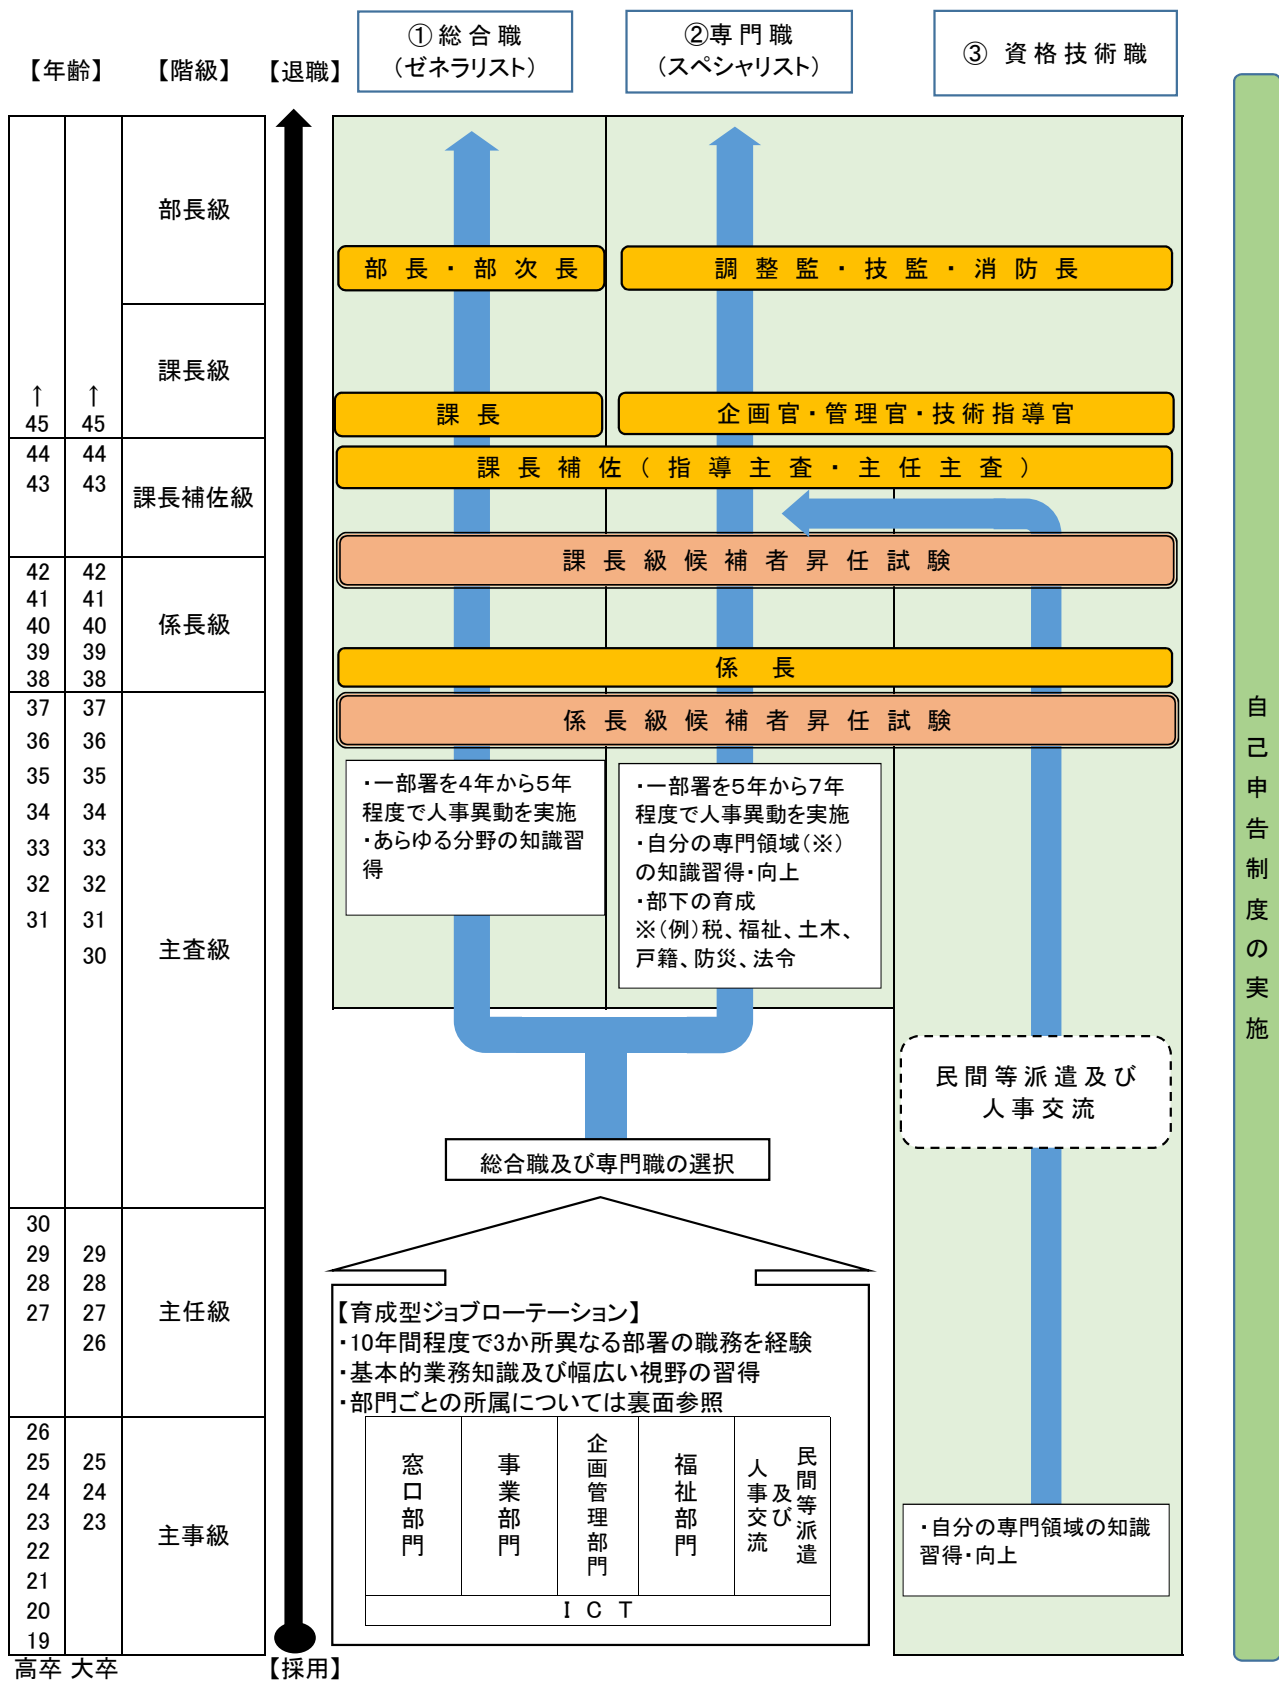 ①総合職
(ゼネラリスト)
②専門職
(スペシャリスト)
③ 資格技術職
【年齢】
【階級】
【退職】
部長級
部長・部次長
調整監・技監・消防長
課長級
↑ ↑
45 45
課長
企画官・管理官・技術指導官
44 44
43 43
課長補佐級
課長補佐(指導主査・主任主査)
課長級候補者昇任試験
42 42
41 41
40 40
39 39
38 38
係長級
係長
係長級候補者昇任試験
37 37
36 36
35 35
34 34
33 33
32 32
31 31
30
主査級
・一部署を4年から5年
程度で人事異動を実施
・あらゆる分野の知識習
得
・一部署を5年から7年
程度で人事異動を実施
・自分の専門領域(※)
の知識習得・向上
・部下の育成
※(例)税、福祉、土木、
戸籍、防災、法令
民間等派遣及び
人事交流
総合職及び専門職の選択
30
29 29
28 28
27 27
26
主任級
【育成型ジョブローテーション】
・10年間程度で3か所異なる部署の職務を経験
・基本的業務知識及び幅広い視野の習得
・部門ごとの所属については裏面参照
窓口部門
事業部門
企画管理部門
福祉部門
民間等派遣
及び
人事交流
ICT
26
25 25
24 24
23 23
22
21
20
19
主事級
・自分の専門領域の知識
習得・向上
高卒 大卒
【採用】
自己申告制度の実施